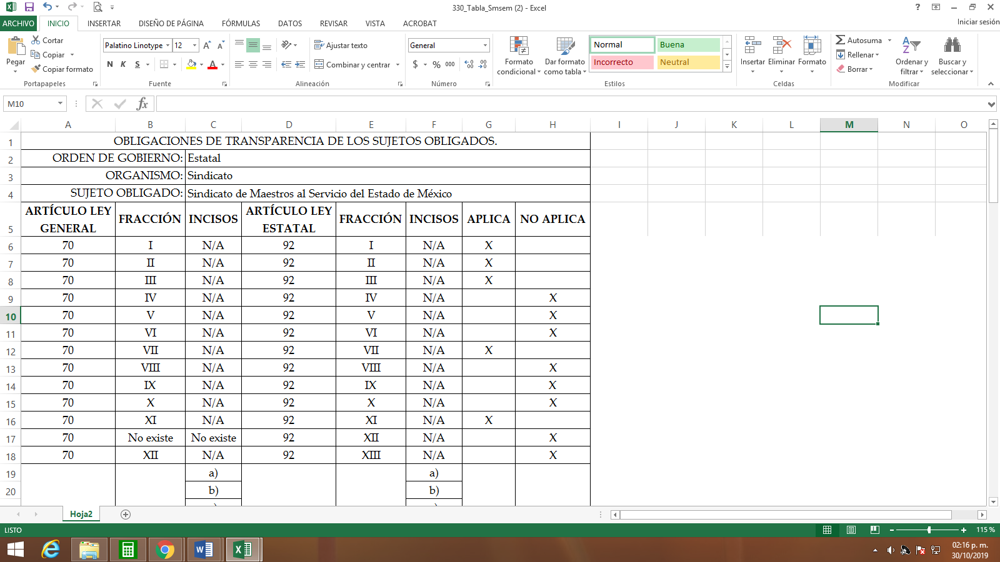 330_Tabla_Smsem (2) - Excel
?
ARCHIVO INICIO INSERTAR DISEÑO DE PÁGINA FÓRMULAS DATOS REVISAR VISTA ACROBAT Iniciar sesión
Pegar
Cortar
Copiar
Copiar formato
Portapapeles
Palatino Linotype 12
N K S
Fuente
Ajustar texto
Combinar y centrar
Alineación
General
$ % 000
Número
Formato condicional
Dar formato como tabla
Normal Buena
Incorrecto Neutral
Estilos
Insertar Eliminar Formato
Celdas
Autosuma
Rellenar
Borrar
Ordenar y filtrar
Buscar y seleccionar
Modificar
M10 fx
A B C D E F G H I J K L M N O
1 OBLIGACIONES DE TRANSPARENCIA DE LOS SUJETOS OBLIGADOS.
2 ORDEN DE GOBIERNO: Estatal
3 ORGANISMO: Sindicato
4 SUJETO OBLIGADO: Sindicato de Maestros al Servicio del Estado de México
5 ARTÍCULO LEY GENERAL FRACCIÓN INCISOS ARTÍCULO LEY ESTATAL FRACCIÓN INCISOS APLICA NO APLICA
6 70 I N/A 92 I N/A X
7 70 II N/A 92 II N/A X
8 70 III N/A 92 III N/A X
9 70 IV N/A 92 IV N/A X
10 70 V N/A 92 V N/A X
11 70 VI N/A 92 VI N/A X
12 70 VII N/A 92 VII N/A X
13 70 VIII N/A 92 VIII N/A X
14 70 IX N/A 92 IX N/A X
15 70 X N/A 92 X N/A X
16 70 XI N/A 92 XI N/A X
17 70 No existe No existe 92 XII N/A X
18 70 XII N/A 92 XIII N/A X
19 a) a)
20 b) b)
Hoja2
LISTO 115 %
02:16 p. m.
30/10/2019